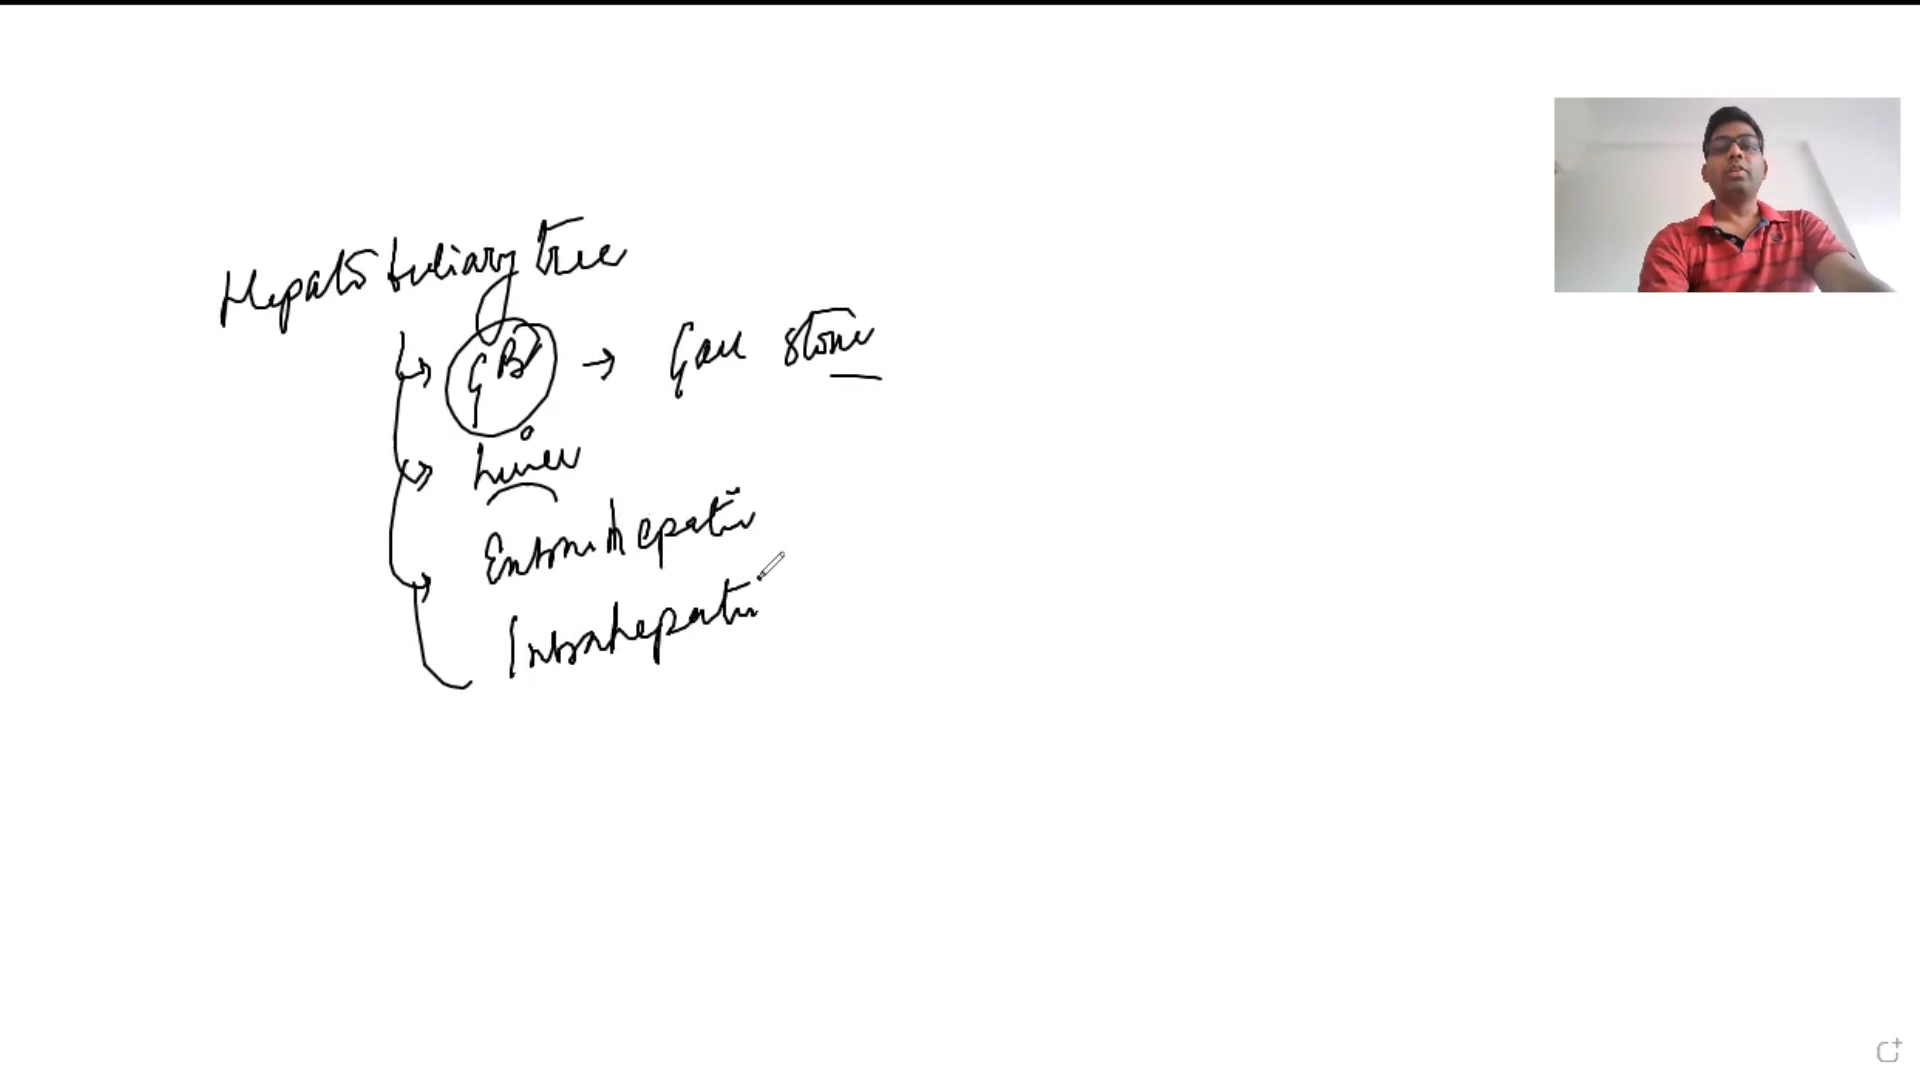 Hepato biliary tree
GB → Gall stone
Liver
Extrahepatic
Intrahepatic